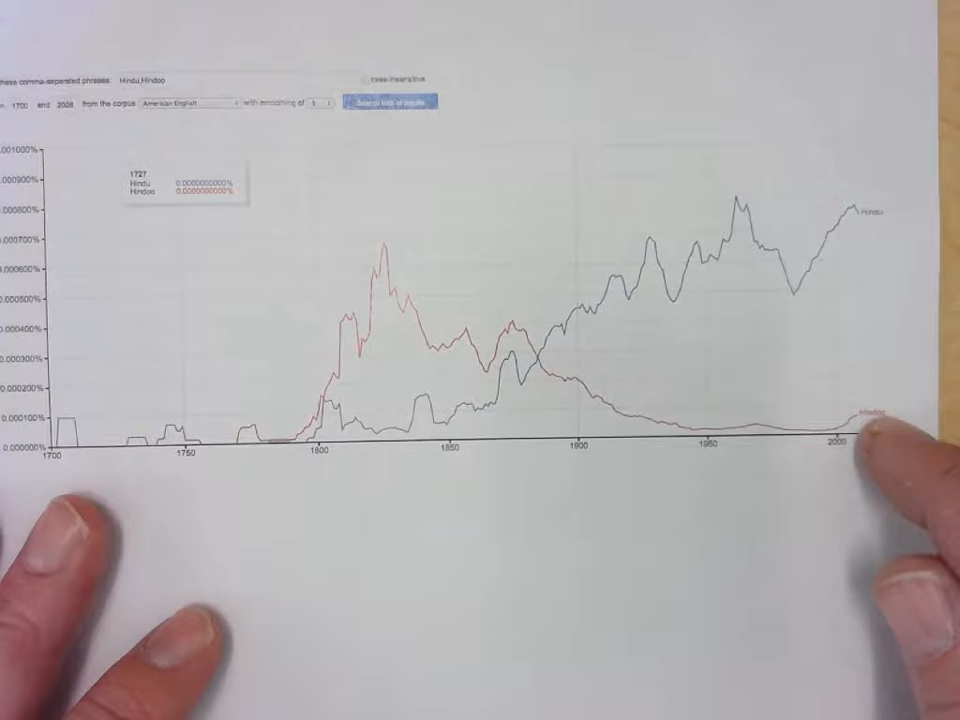 these comma-separated phrases: Hindu,Hindoo case-insensitive
1700 and 2008 from the corpus American English with smoothing of Search lots of books
.001000%
.000900%
1727
Hindu 0.0000000000%
Hindoo 0.0000000000%
0.000800% Hindu
0.000700%
0.000600%
0.000500%
0.000400%
0.000300%
0.000200%
0.000100% Hindoo
0.000000%
1700 1750 1800 1850 1900 1950 2000